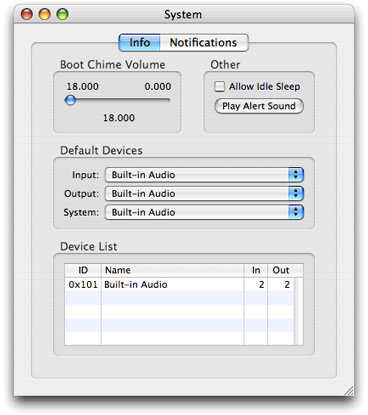 System
Info Notifications
Boot Chime Volume
18.000 0.000
18.000
Other
Allow Idle Sleep
Play Alert Sound
Default Devices
Input: Built-in Audio
Output: Built-in Audio
System: Built-in Audio
Device List
ID Name In Out
0x101 Built-in Audio 2 2